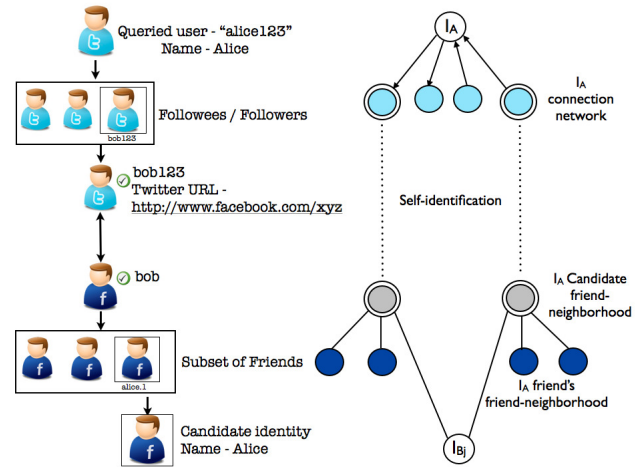 Queried user - "alice123"
Name - Alice
t
t
t
t
bob123
Followees / Followers
t
bob123
Twitter URL -
http://www.facebook.com/xyz
f
bob
f
f
f
alice.1
Subset of Friends
f
Candidate identity
Name - Alice
IA
IA
connection
network
Self-identification
IA Candidate
friend-
neighborhood
IA friend's
friend-neighborhood
IBj